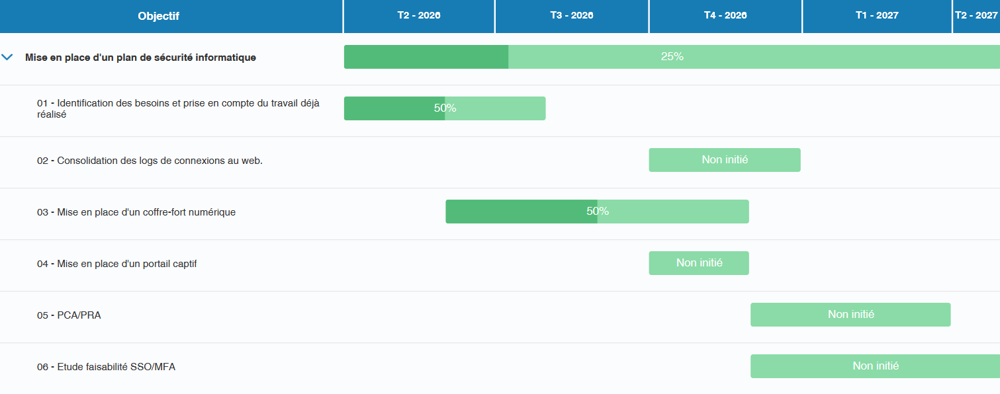 Objectif
T2 - 2026
T3 - 2026
T4 - 2026
T1 - 2027
T2 - 2027
Mise en place d'un plan de sécurité informatique
25%
01 - Identification des besoins et prise en compte du travail déjà
réalisé
50%
02 - Consolidation des logs de connexions au web.
Non initié
03 - Mise en place d'un coffre-fort numérique
50%
04 - Mise en place d'un portail captif
Non initié
05 - PCA/PRA
Non initié
06 - Etude faisabilité SSO/MFA
Non initié